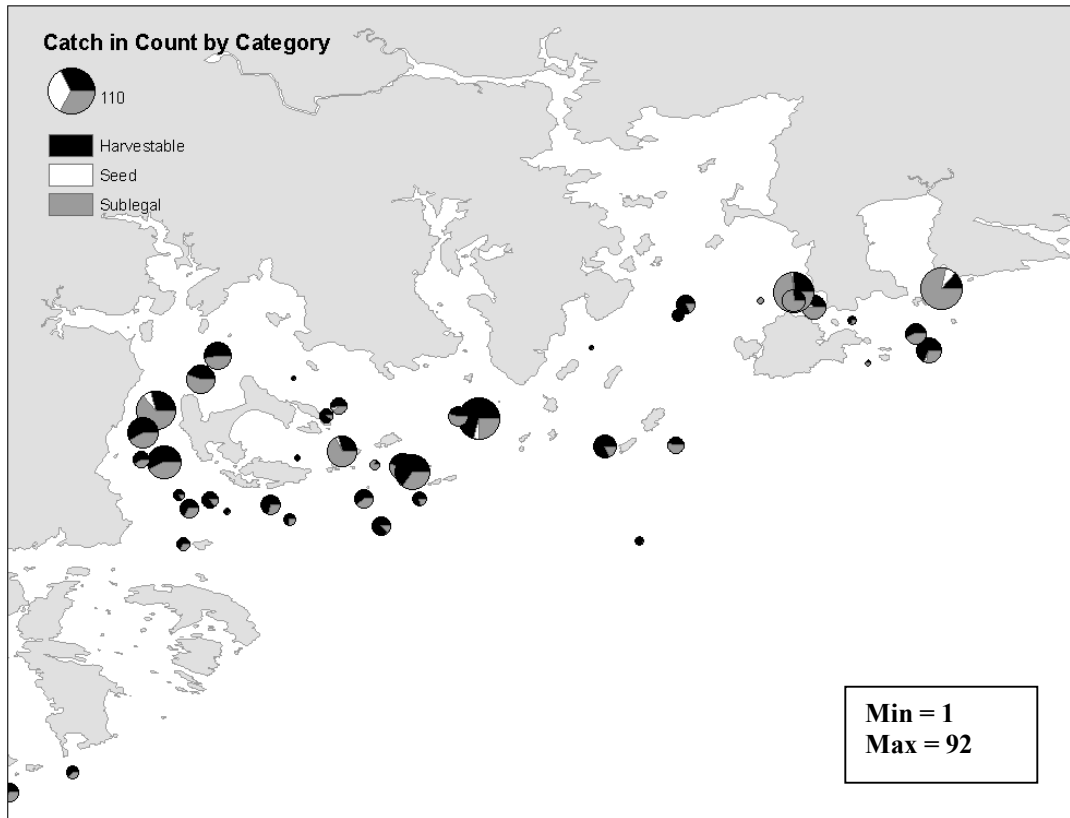 Catch in Count by Category
110
Harvestable
Seed
Sublegal
Min = 1
Max = 92